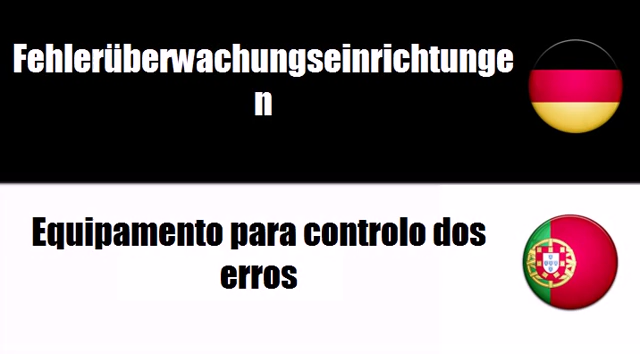 Fehlerüberwachungseinrichtunge
n
Equipamento para controlo dos
erros